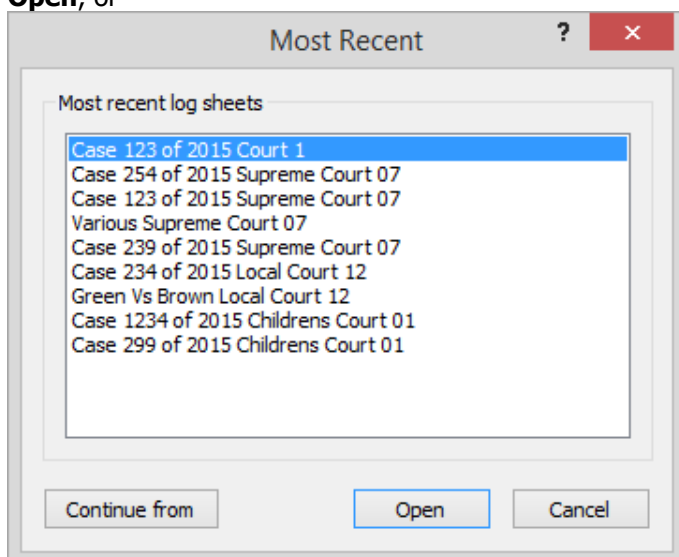 Open, or
Most Recent ? ×
Most recent log sheets
Case 123 of 2015 Court 1
Case 254 of 2015 Supreme Court 07
Case 123 of 2015 Supreme Court 07
Various Supreme Court 07
Case 239 of 2015 Supreme Court 07
Case 234 of 2015 Local Court 12
Green Vs Brown Local Court 12
Case 1234 of 2015 Childrens Court 01
Case 299 of 2015 Childrens Court 01
Continue from Open Cancel